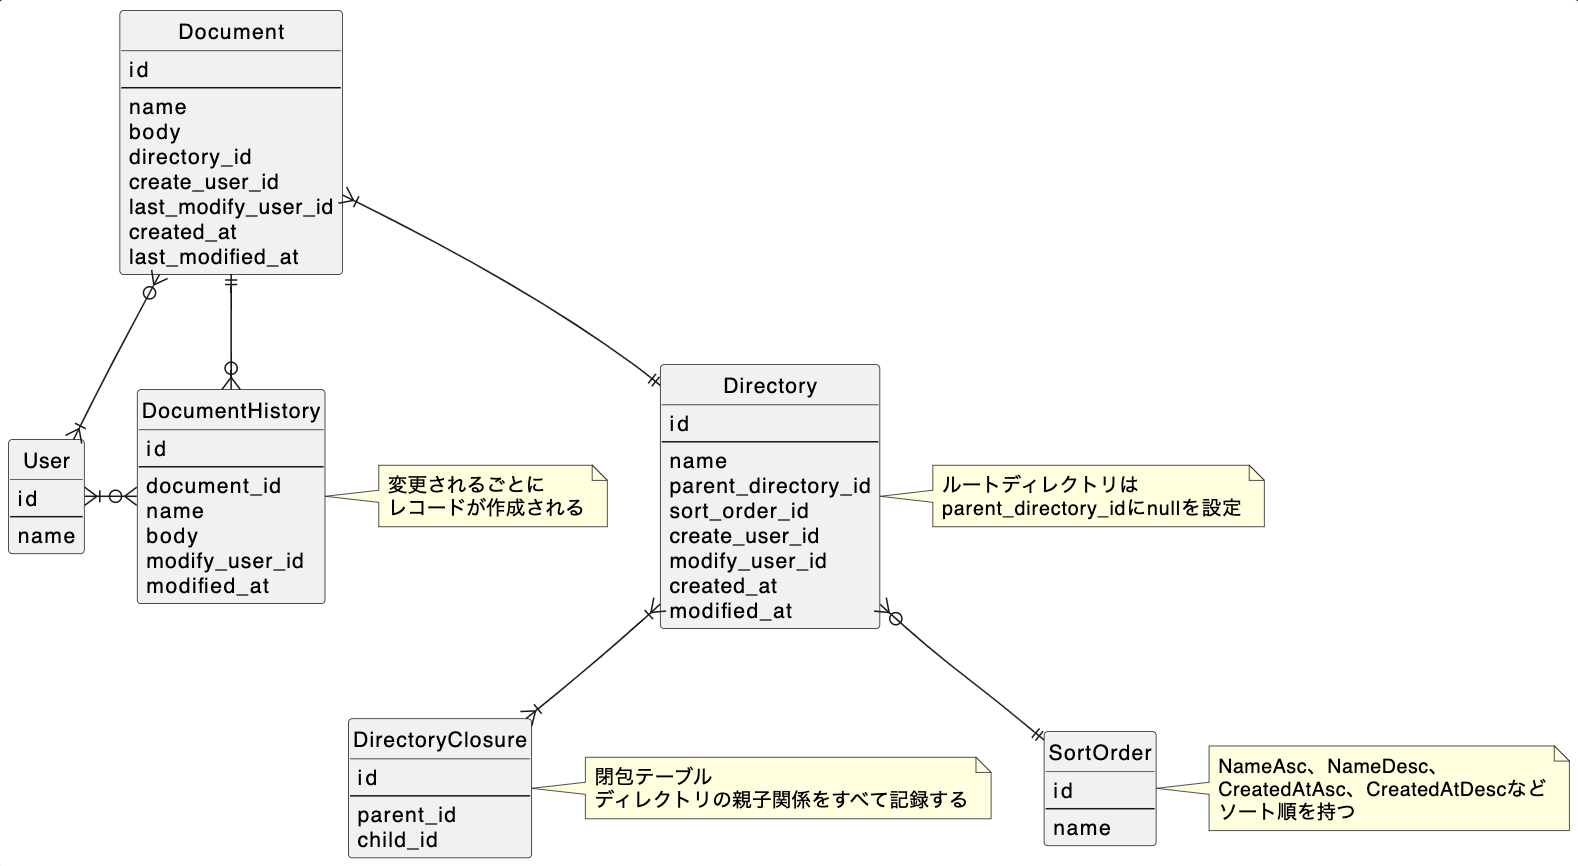 Document
id
name
body
directory_id
create_user_id
last_modify_user_id
created_at
last_modified_at
User
id
name
DocumentHistory
id
document_id
name
body
modify_user_id
modified_at
変更されるごとに
レコードが作成される
Directory
id
name
parent_directory_id
sort_order_id
create_user_id
modify_user_id
created_at
modified_at
ルートディレクトリは
parent_directory_idにnullを設定
DirectoryClosure
id
parent_id
child_id
閉包テーブル
ディレクトリの親子関係をすべて記録する
SortOrder
id
name
NameAsc、NameDesc、
CreatedAtAsc、CreatedAtDescなど
ソート順を持つ